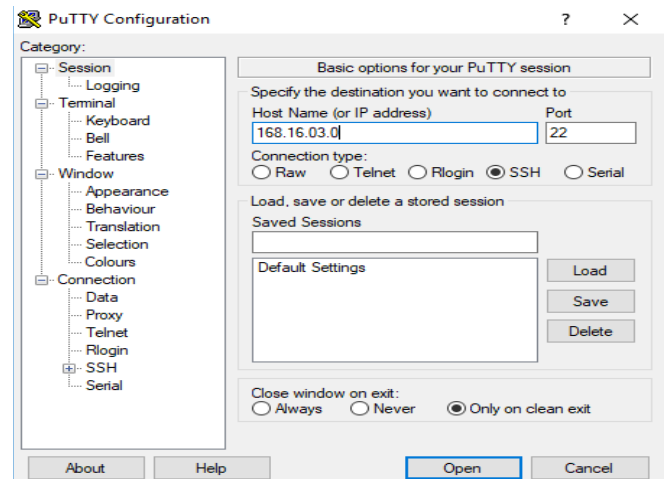 PuTTY Configuration ? ×
Category:
Session
Logging
Terminal
Keyboard
Bell
Features
Window
Appearance
Behaviour
Translation
Selection
Colours
Connection
Data
Proxy
Telnet
Rlogin
SSH
Serial
Basic options for your PuTTY session
Specify the destination you want to connect to
Host Name (or IP address) Port
168.16.03.0 22
Connection type:
Raw Telnet Rlogin SSH Serial
Load, save or delete a stored session
Saved Sessions
Default Settings
Load
Save
Delete
Close window on exit:
Always Never Only on clean exit
About Help Open Cancel